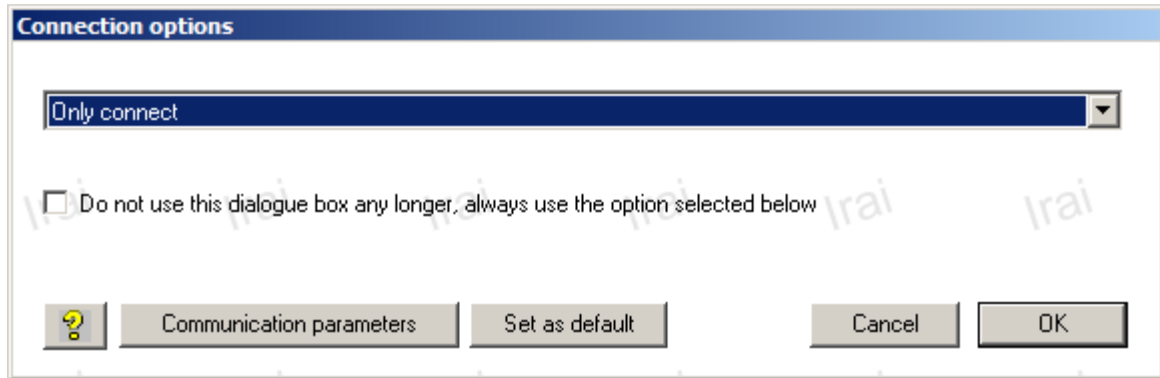 Connection options
Only connect
Do not use this dialogue box any longer, always use the option selected below
Irai Irai Irai Irai Irai Irai
? Communication parameters Set as default Cancel OK